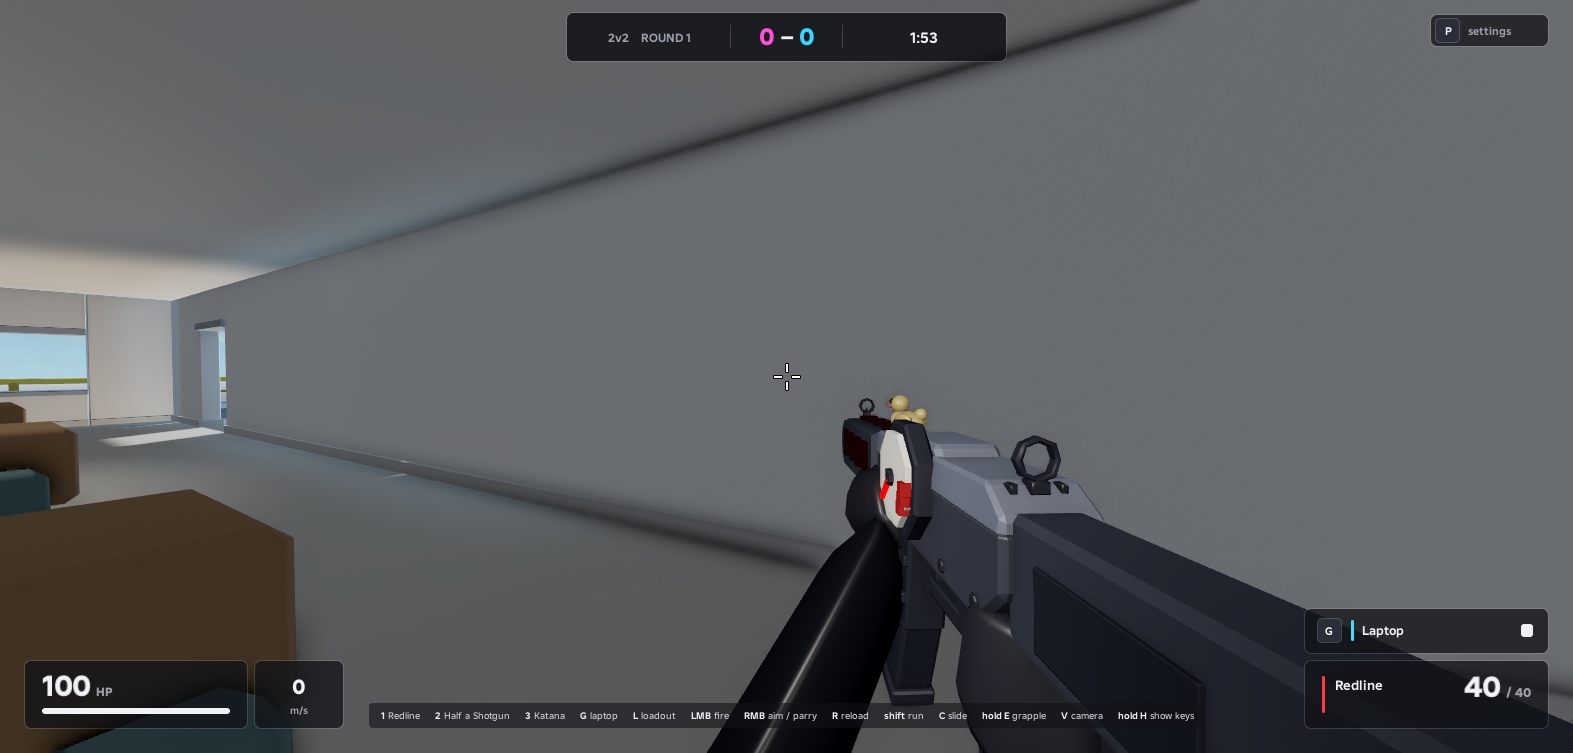 2v2 ROUND 1 0 – 0 1:53
P settings
G Laptop
Redline 40 / 40
100 HP
0
m/s
1 Redline 2 Half a Shotgun 3 Katana G laptop L loadout LMB fire RMB aim / parry R reload shift run C slide hold E grapple V camera hold H show keys